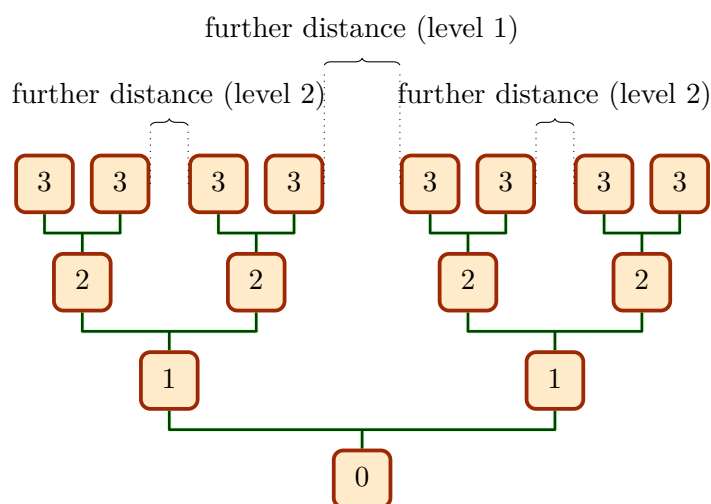 further distance (level 1)
further distance (level 2) further distance (level 2)
3 3 3 3 3 3 3 3
2 2 2 2
1 1
0